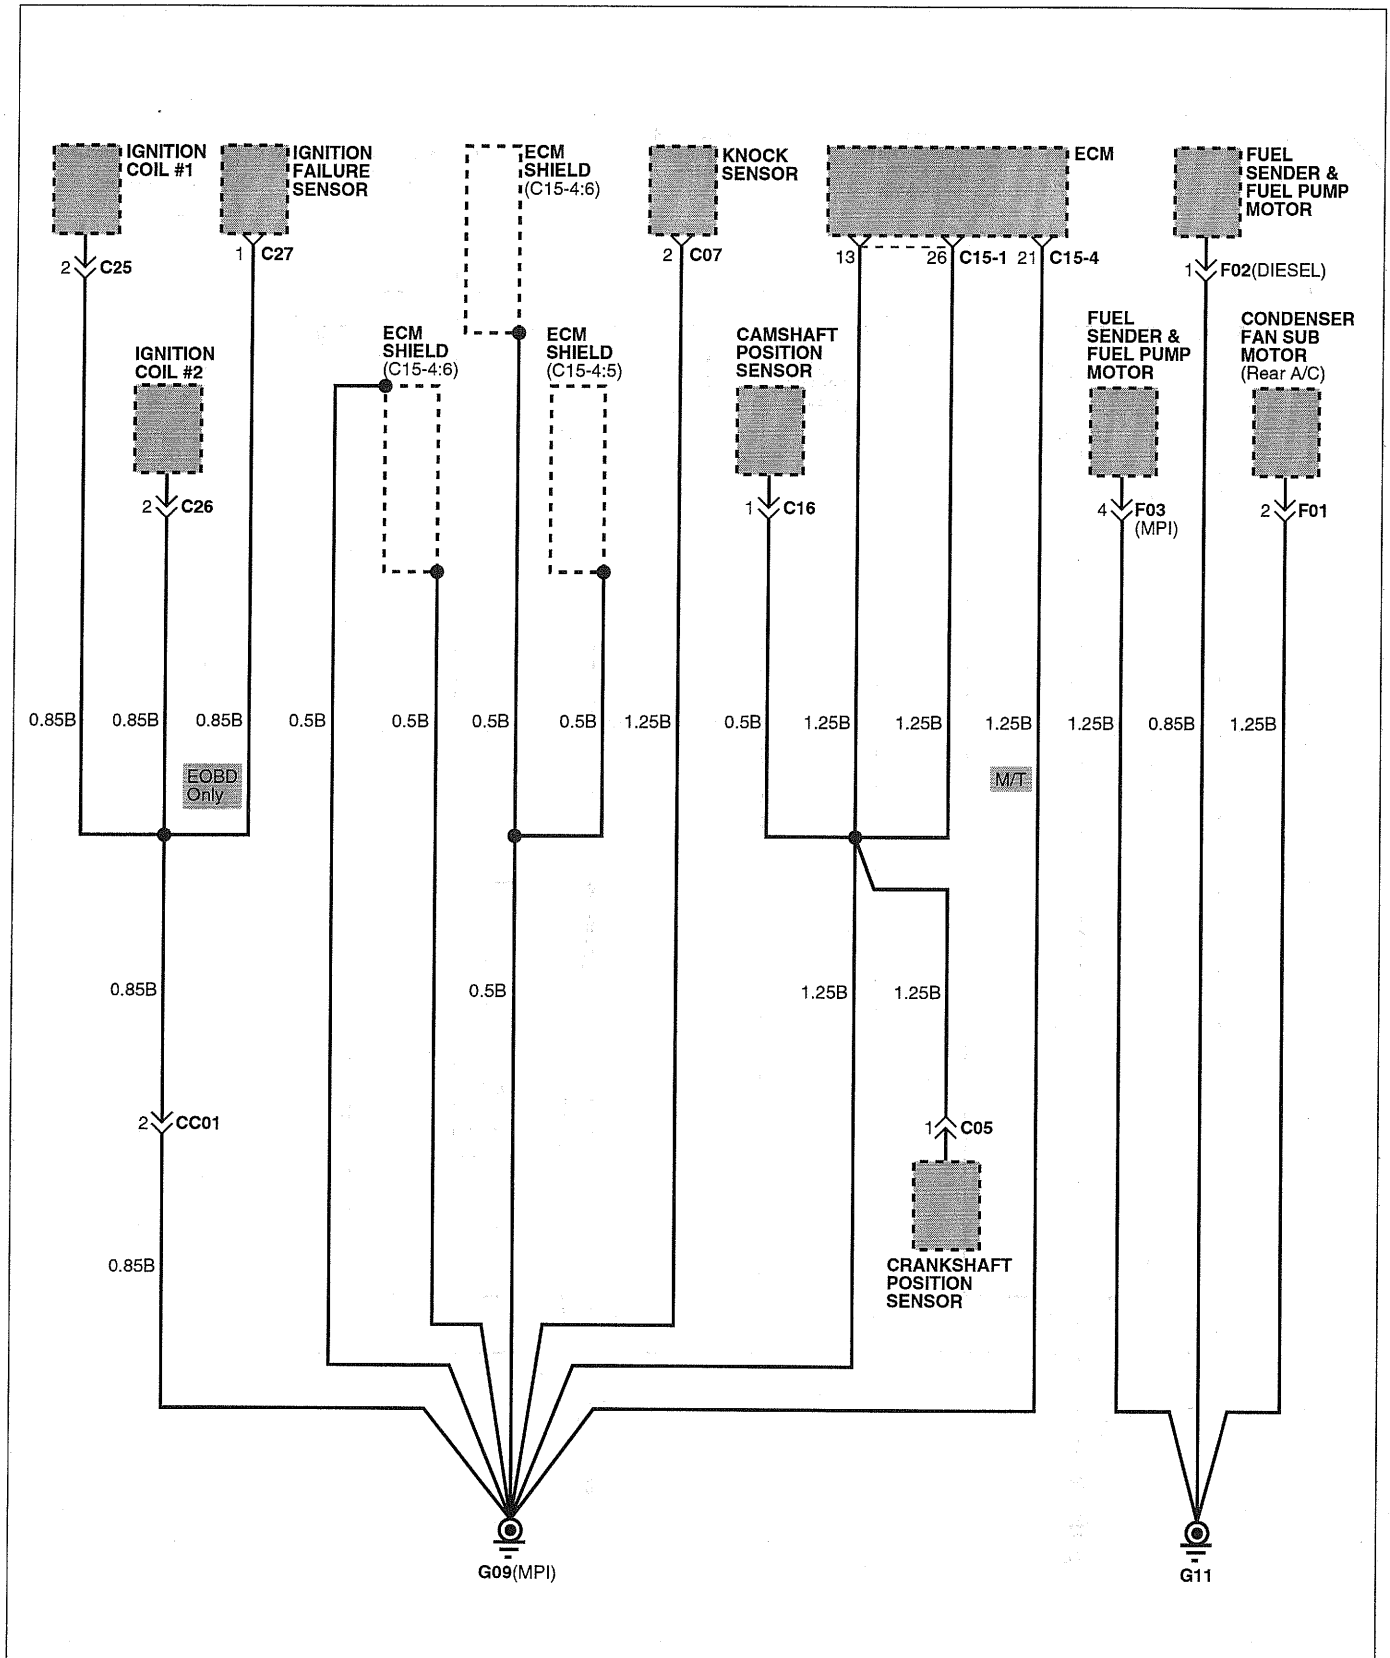 IGNITION
COIL #1
IGNITION
FAILURE
SENSOR
ECM
SHIELD
(C15-4:6)
KNOCK
SENSOR
ECM
FUEL
SENDER &
FUEL PUMP
MOTOR
2 C25
1 C27
2 C07
13
26 C15-1
21 C15-4
1 F02(DIESEL)
IGNITION
COIL #2
ECM
SHIELD
(C15-4:6)
ECM
SHIELD
(C15-4:5)
CAMSHAFT
POSITION
SENSOR
FUEL
SENDER &
FUEL PUMP
MOTOR
CONDENSER
FAN SUB
MOTOR
(Rear A/C)
2 C26
1 C16
4 F03
(MPI)
2 F01
0.85B 0.85B 0.85B 0.5B 0.5B 0.5B 0.5B 1.25B 0.5B 1.25B 1.25B 1.25B 1.25B 0.85B 1.25B
EOBD
Only
M/T
0.85B 0.5B 1.25B 1.25B
2 CC01
1 C05
0.85B
CRANKSHAFT
POSITION
SENSOR
G09(MPI)
G11